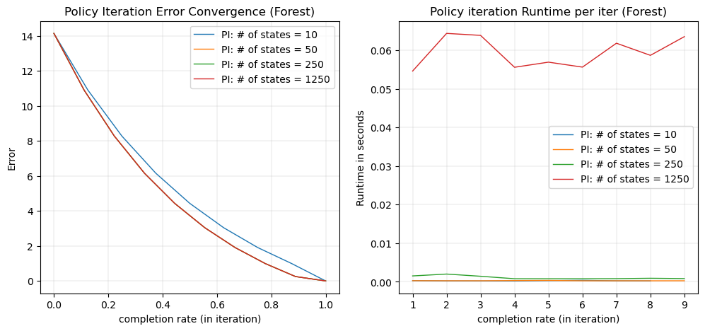 Policy Iteration Error Convergence (Forest)
14
12
10
8
6
4
2
0
Error
PI: # of states = 10
PI: # of states = 50
PI: # of states = 250
PI: # of states = 1250
0.0 0.2 0.4 0.6 0.8 1.0
completion rate (in iteration)
Policy iteration Runtime per iter (Forest)
0.06
0.05
0.04
0.03
0.02
0.01
0.00
Runtime in seconds
PI: # of states = 10
PI: # of states = 50
PI: # of states = 250
PI: # of states = 1250
1 2 3 4 5 6 7 8 9
completion rate (in iteration)